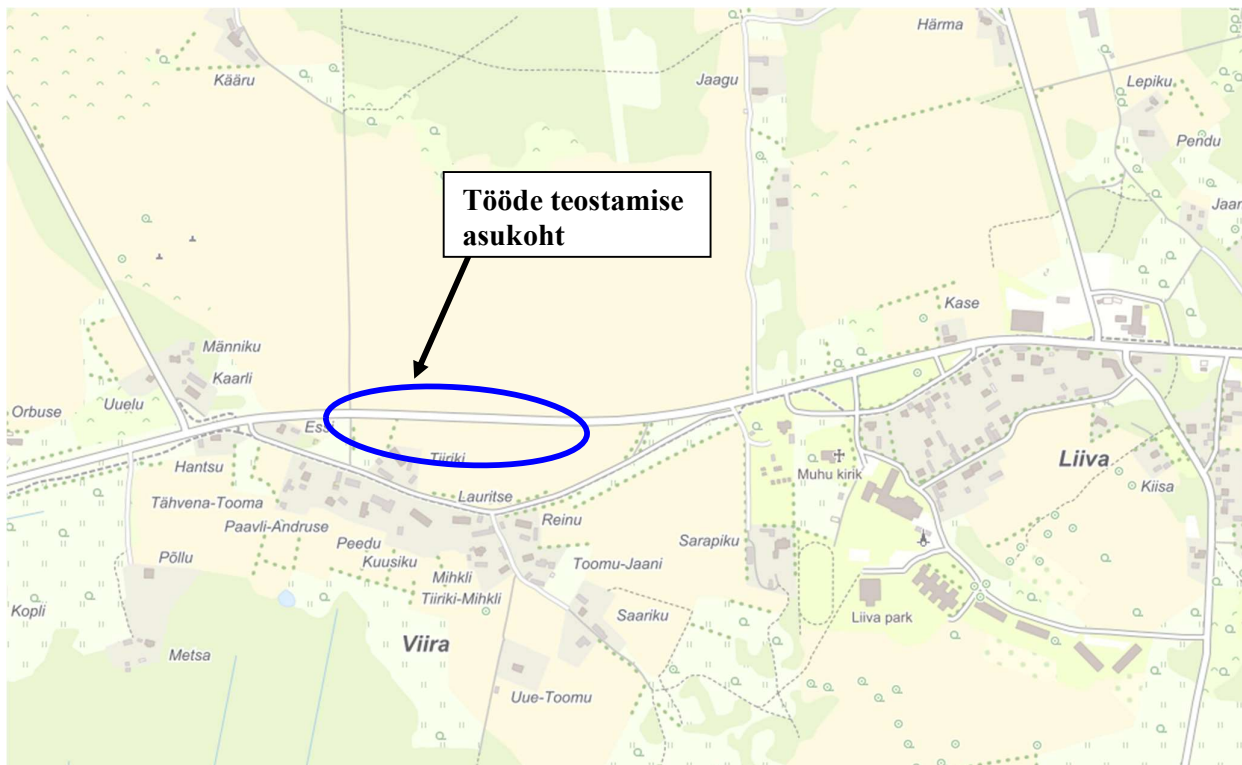 Härma
Kääru
Jaagu
Lepiku
Pendu
Tööde teostamise
asukoht
Jaan
Kase
Männiku
Kaarli
Orbuse
Uuelu
Essi
Hantsu
Tiiriki
Liiva
Muhu kirik
Kiisa
Tähvena-Tooma
Lauritse
Paavli-Andruse
Reinu
Peedu
Sarapiku
Põllu
Kuusiku
Toomu-Jaani
Mihkli
Tiiriki-Mihkli
Kopli
Saariku
Liiva park
Viira
Metsa
Uue-Toomu